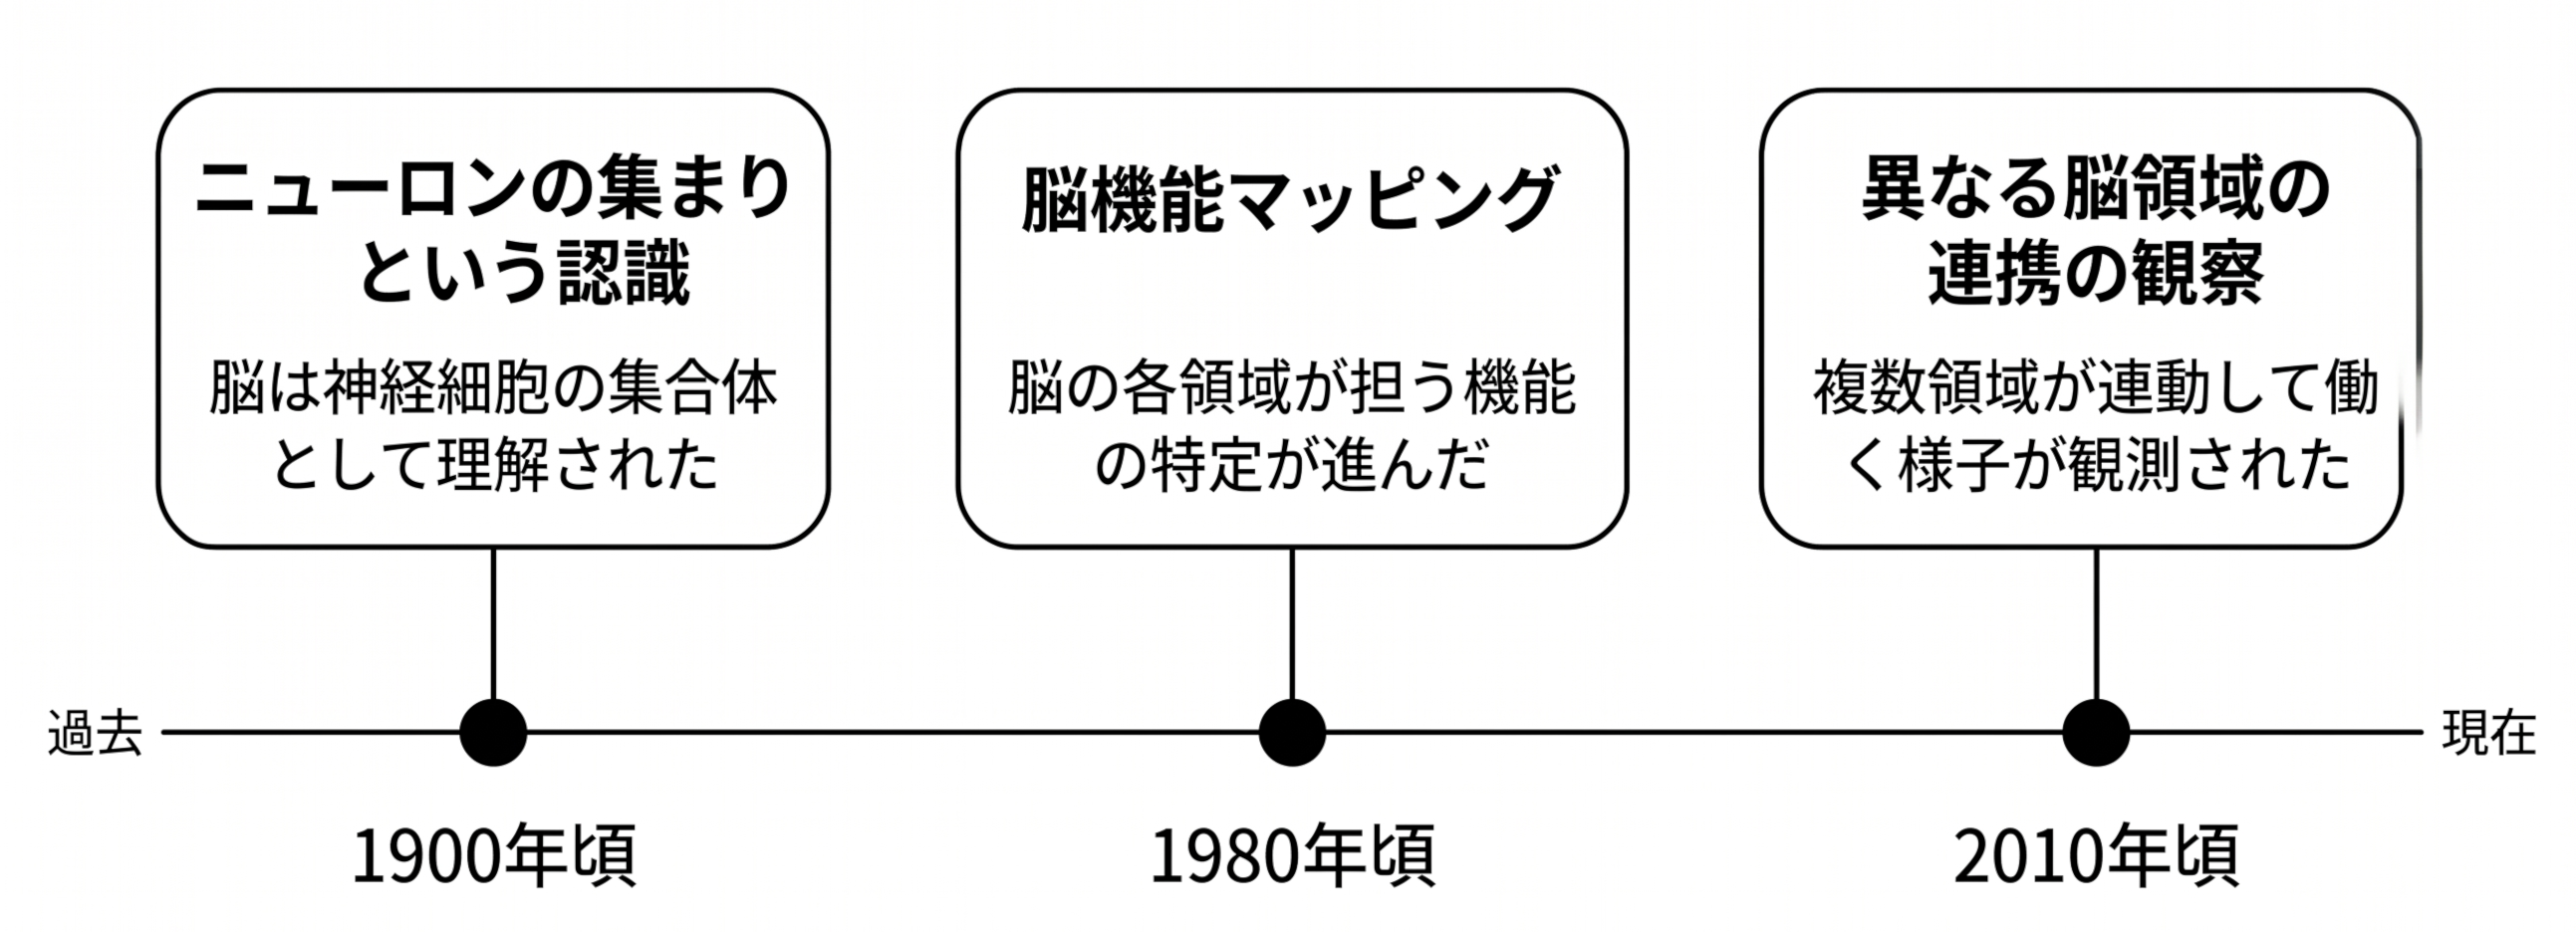 ニューロンの集まり
という認識
脳は神経細胞の集合体
として理解された
脳機能マッピング
脳の各領域が担う機能
の特定が進んだ
異なる脳領域の
連携の観察
複数領域が連動して働
く様子が観測された
過去
現在
1900年頃
1980年頃
2010年頃